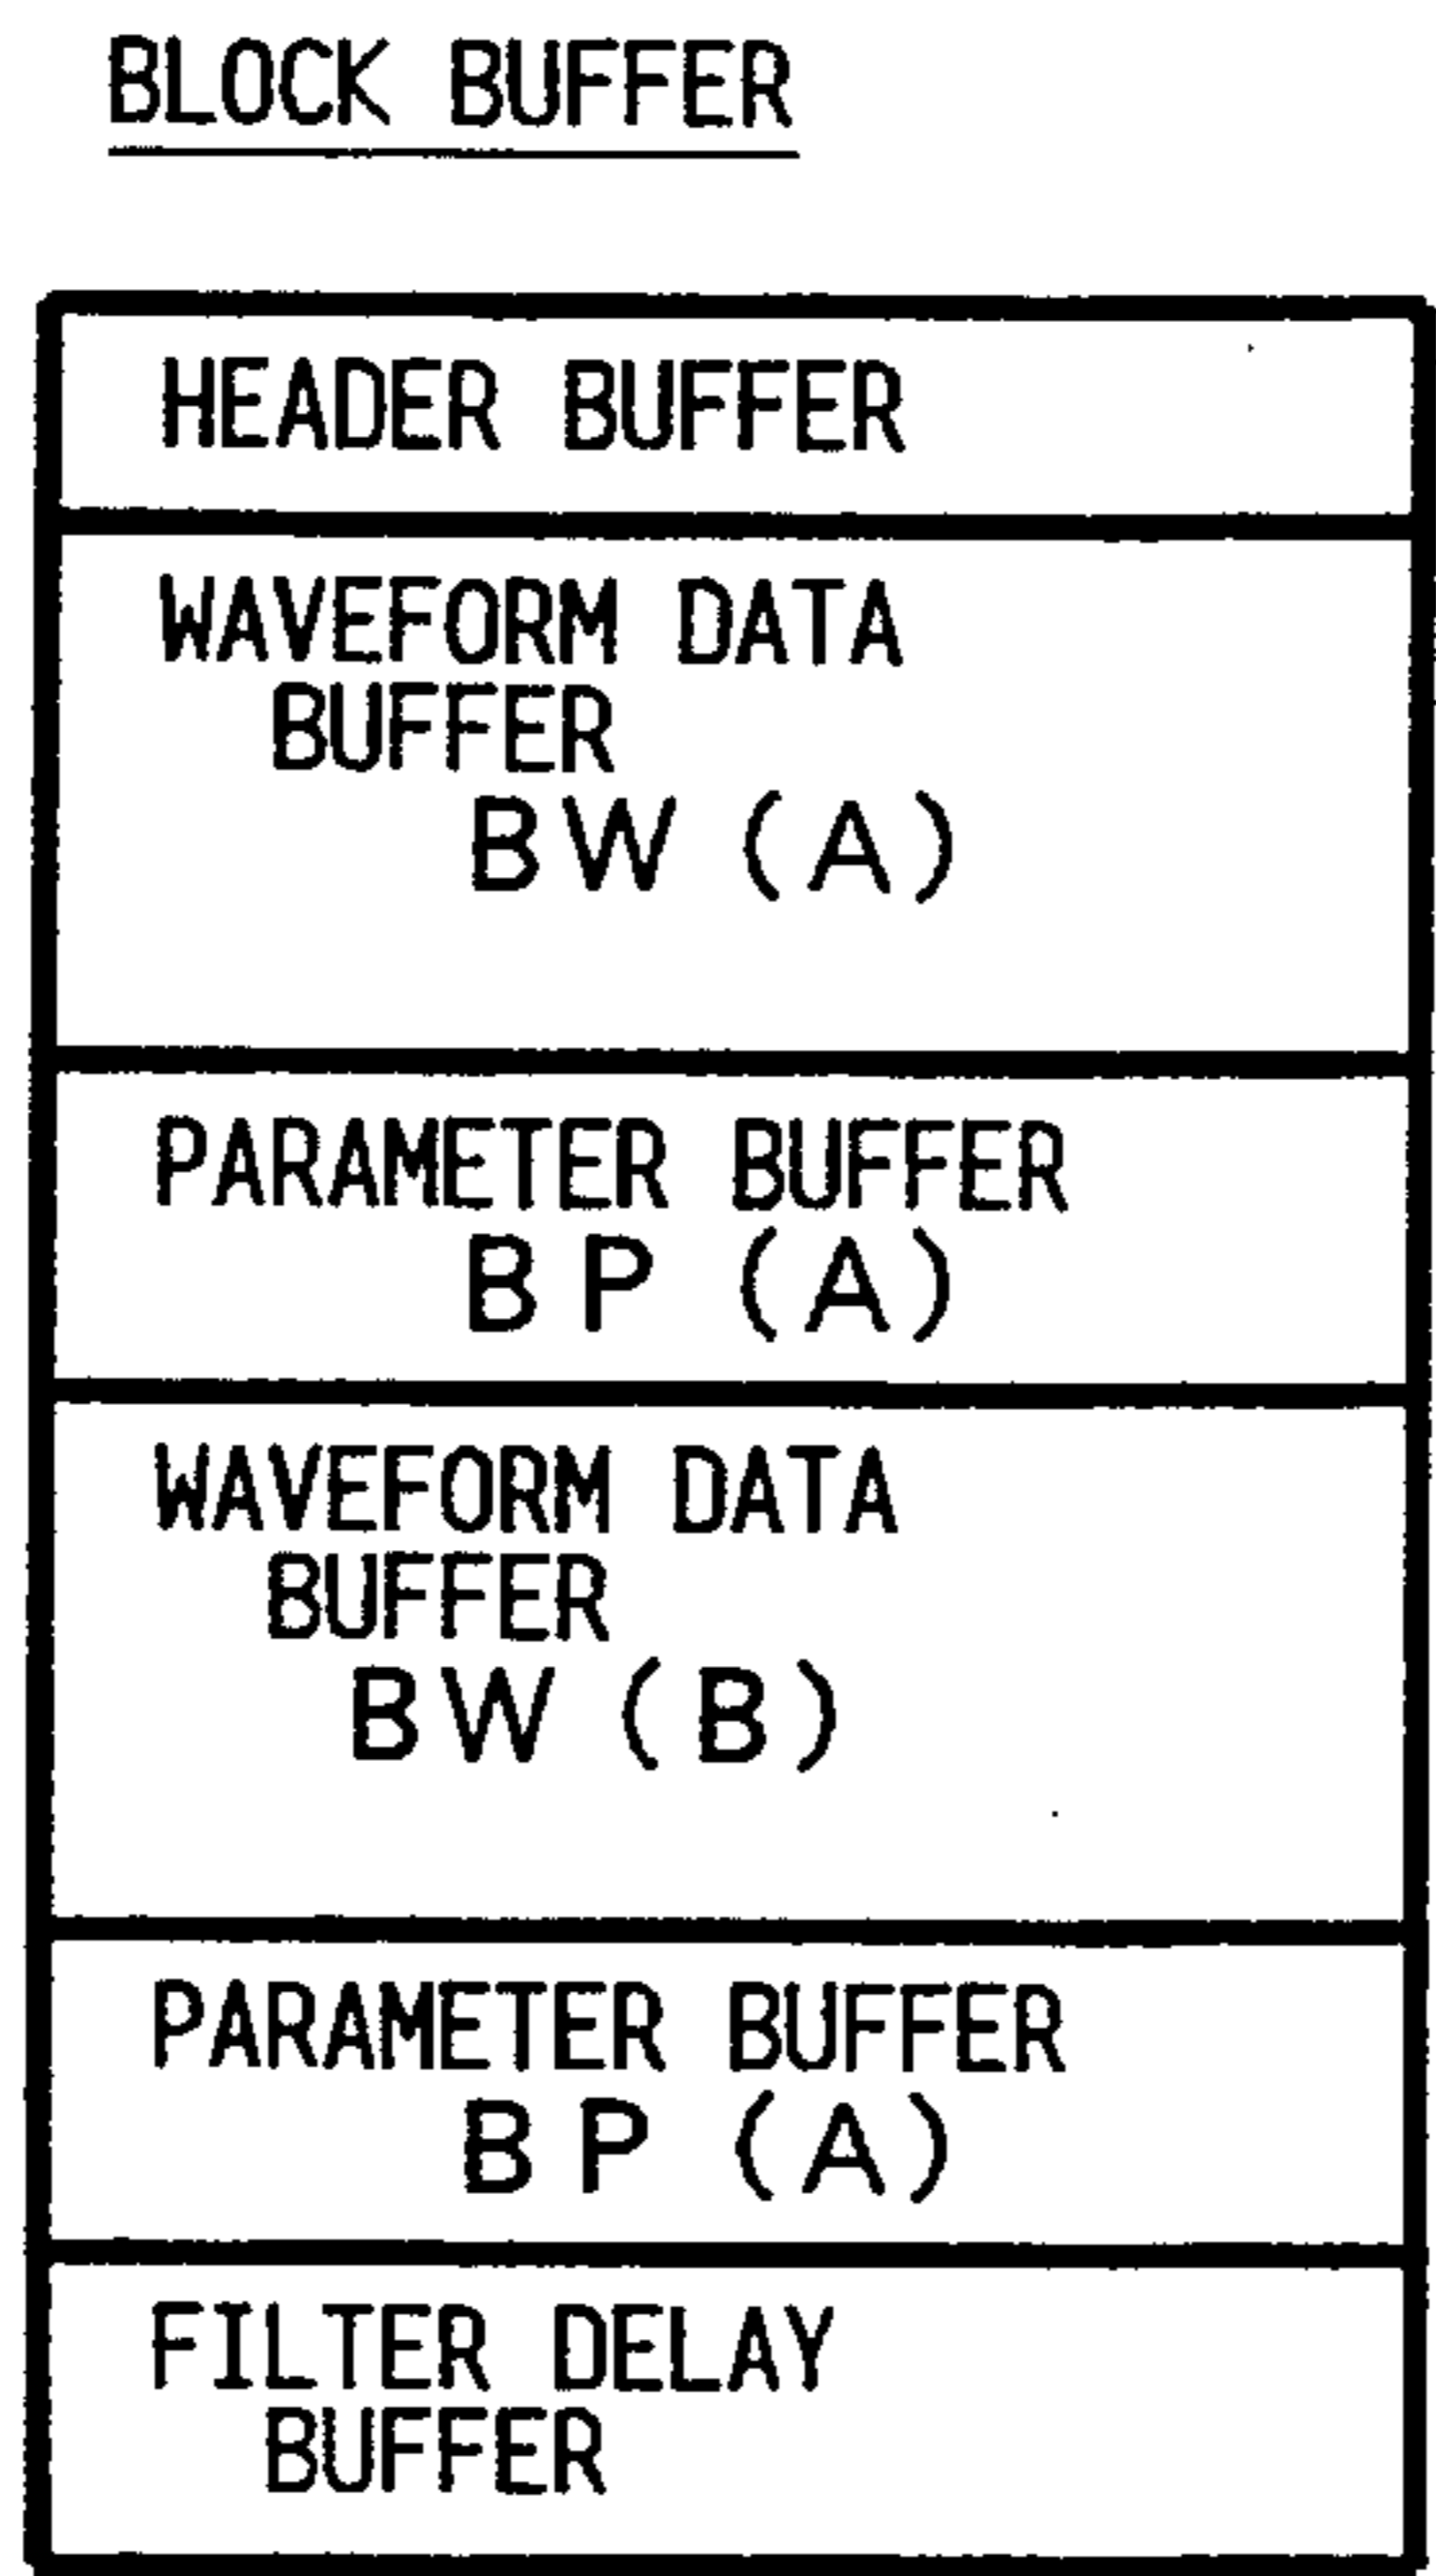 BLOCK BUFFER
HEADER BUFFER
WAVEFORM DATA
BUFFER
BW (A)
PARAMETER BUFFER
BP (A)
WAVEFORM DATA
BUFFER
BW (B)
PARAMETER BUFFER
BP (A)
FILTER DELAY
BUFFER